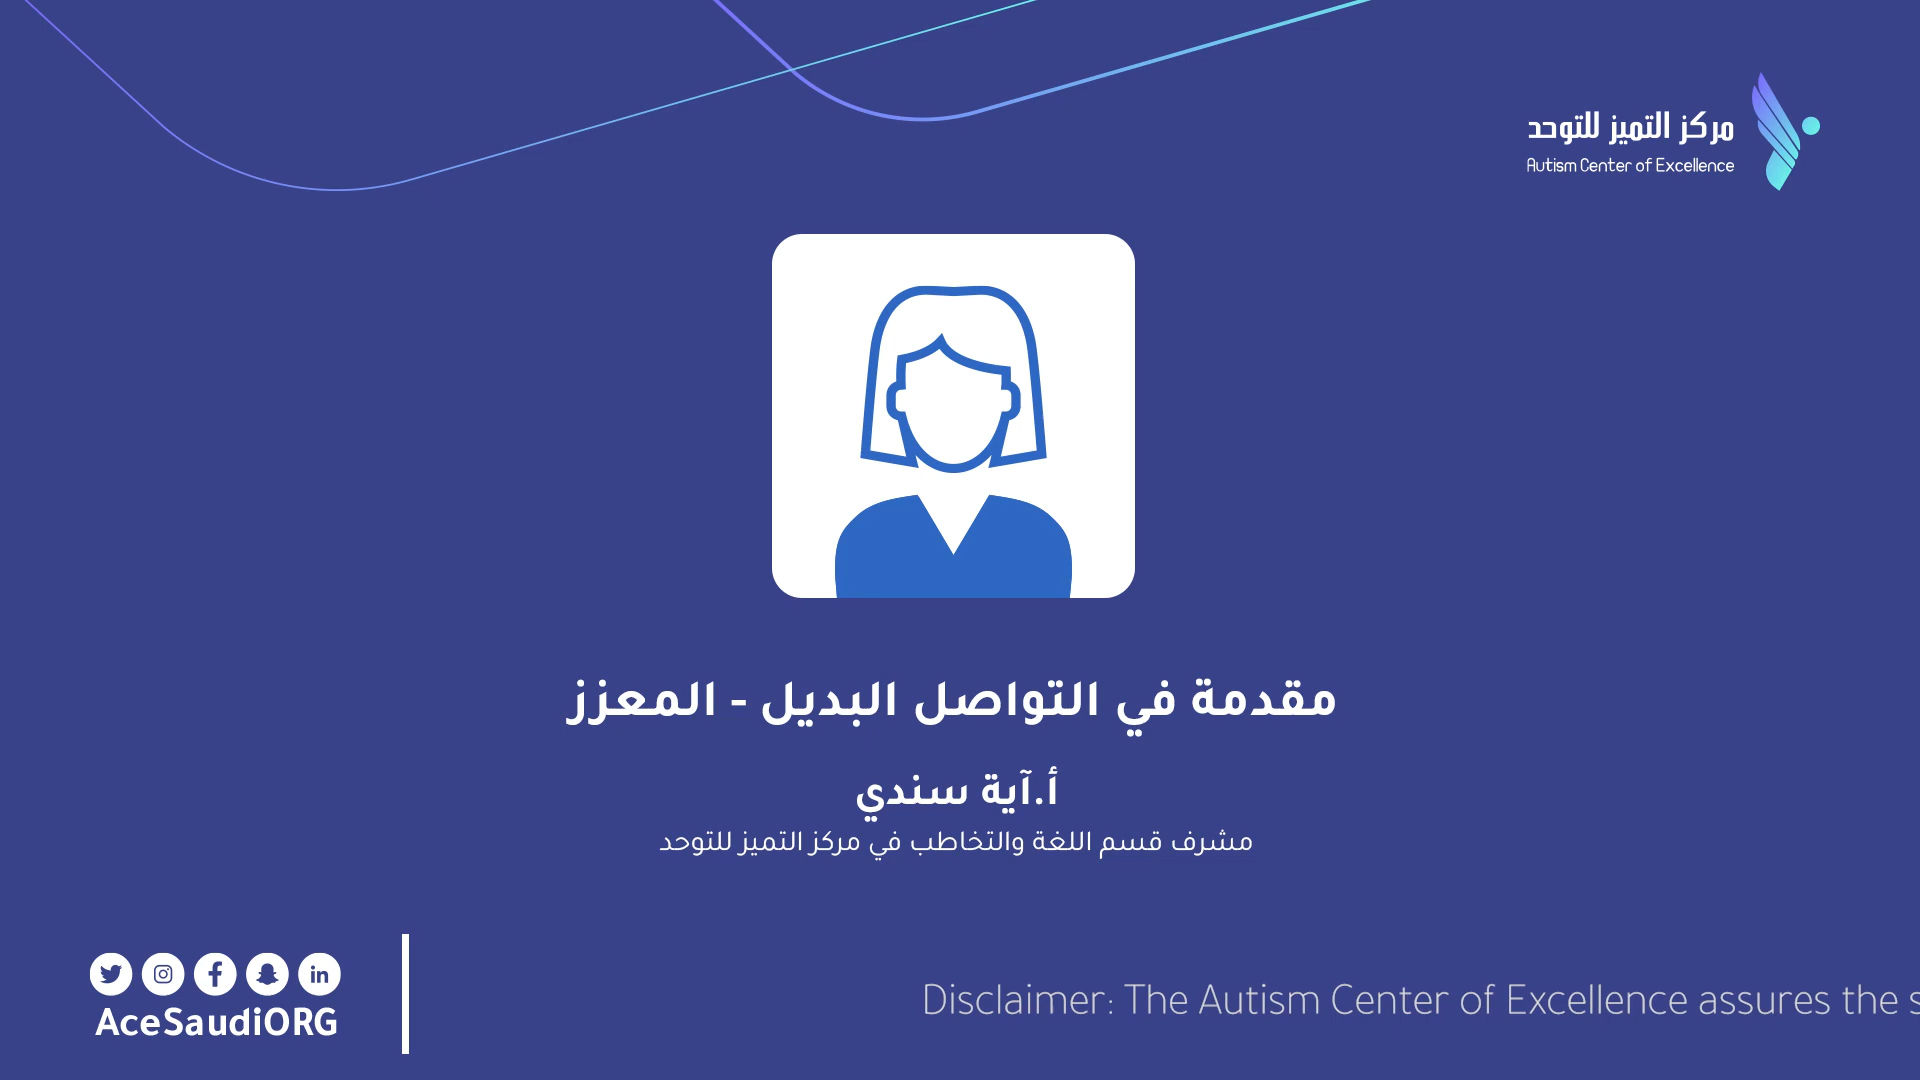 مركز التميز للتوحد
Autism Center of Excellence
مقدمة في التواصل البديل - المعزز
أ.آية سندي
مشرف قسم اللغة والتخاطب في مركز التميز للتوحد
AceSaudiORG
Disclaimer: The Autism Center of Excellence assures the